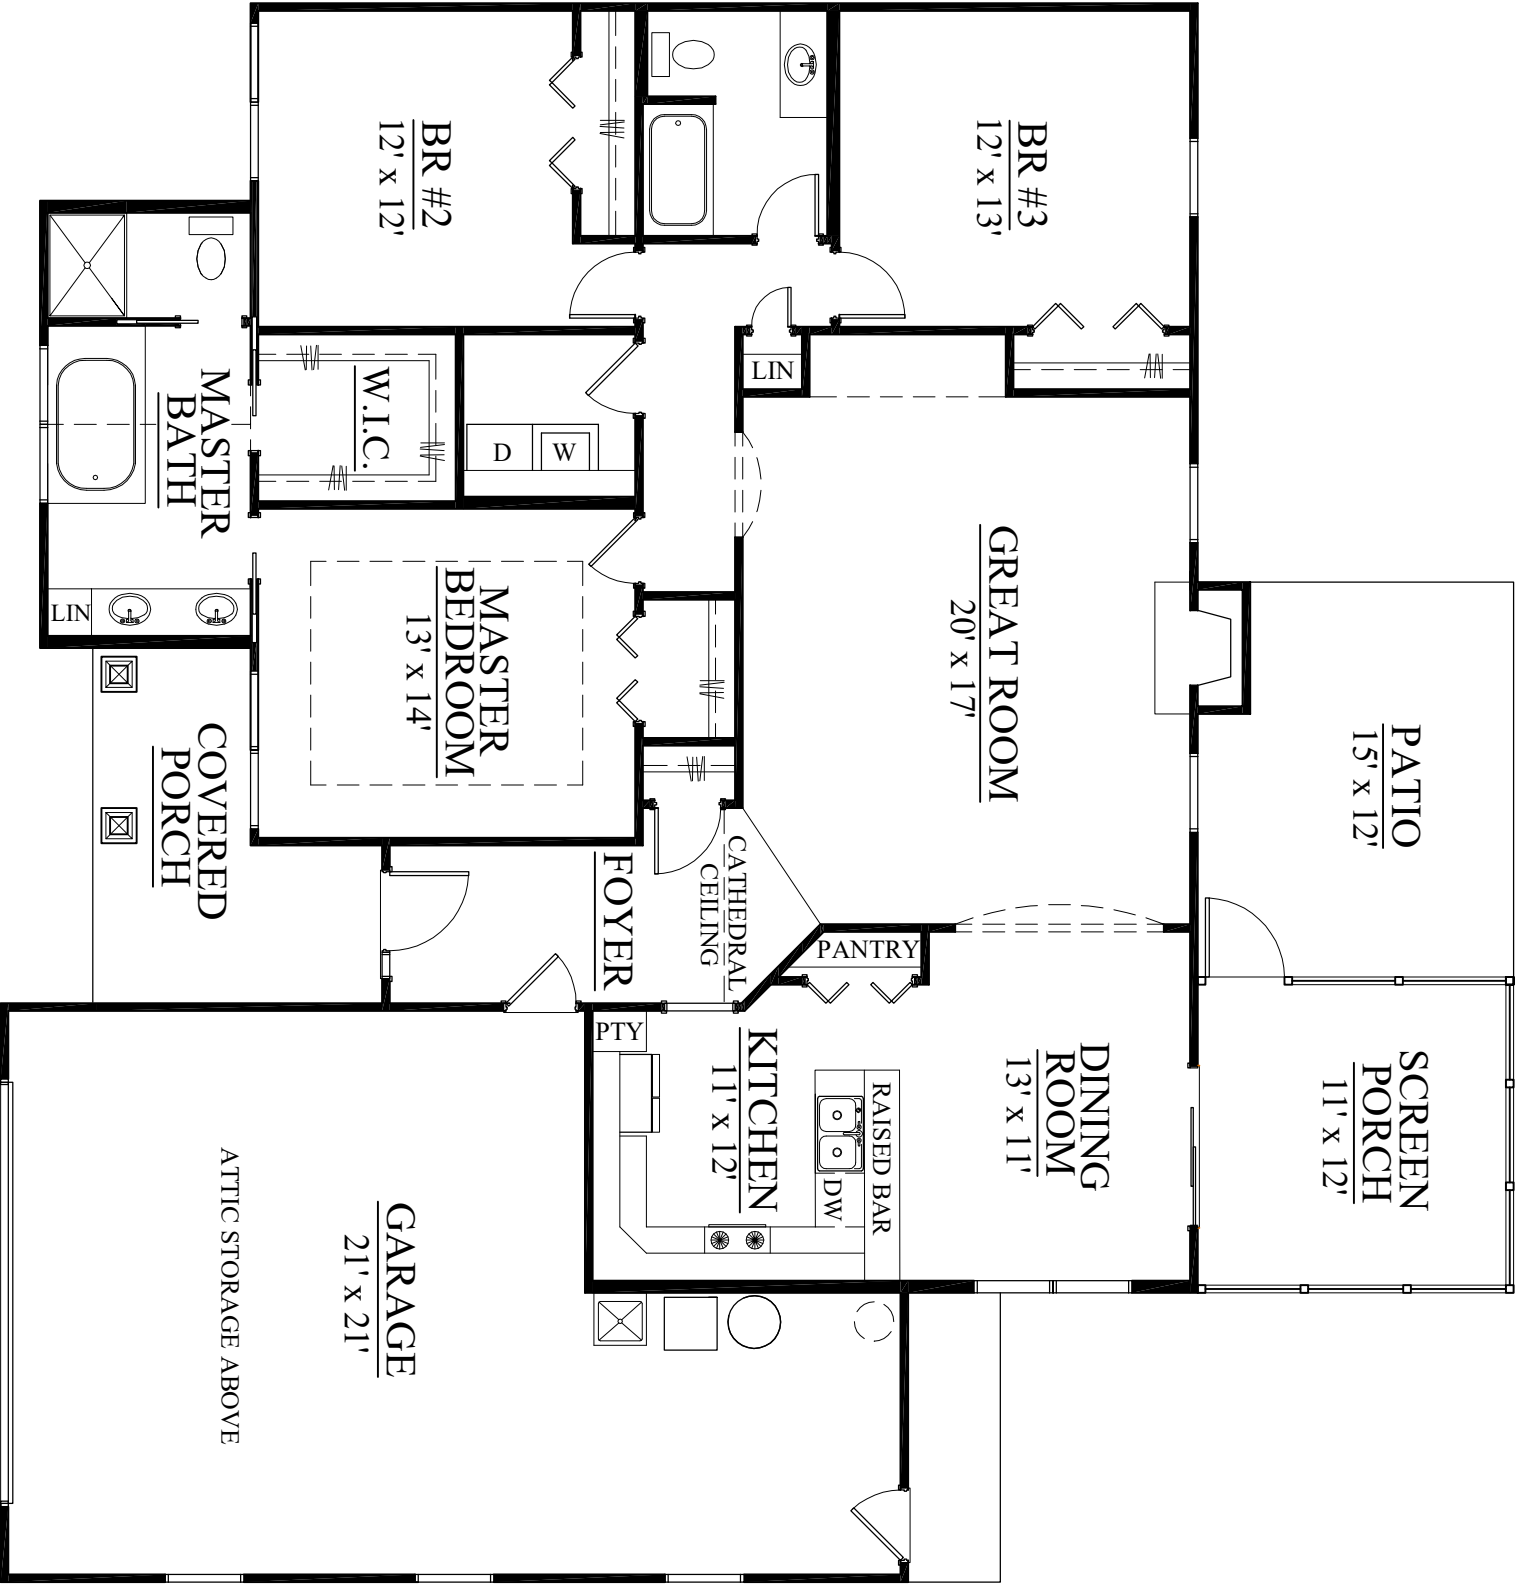 BR #2
12' x 12'
BR #3
12' x 13'
LIN
W.I.C.
D
W
MASTER
BATH
LIN
MASTER
BEDROOM
13' x 14'
GREAT ROOM
20' x 17'
PATIO
15' x 12'
COVERED
PORCH
FOYER
CATHEDRAL
CEILING
PANTRY
PTY
KITCHEN
11' x 12'
RAISED BAR
DW
DINING
ROOM
13' x 11'
SCREEN
PORCH
11' x 12'
GARAGE
21' x 21'
ATTIC STORAGE ABOVE